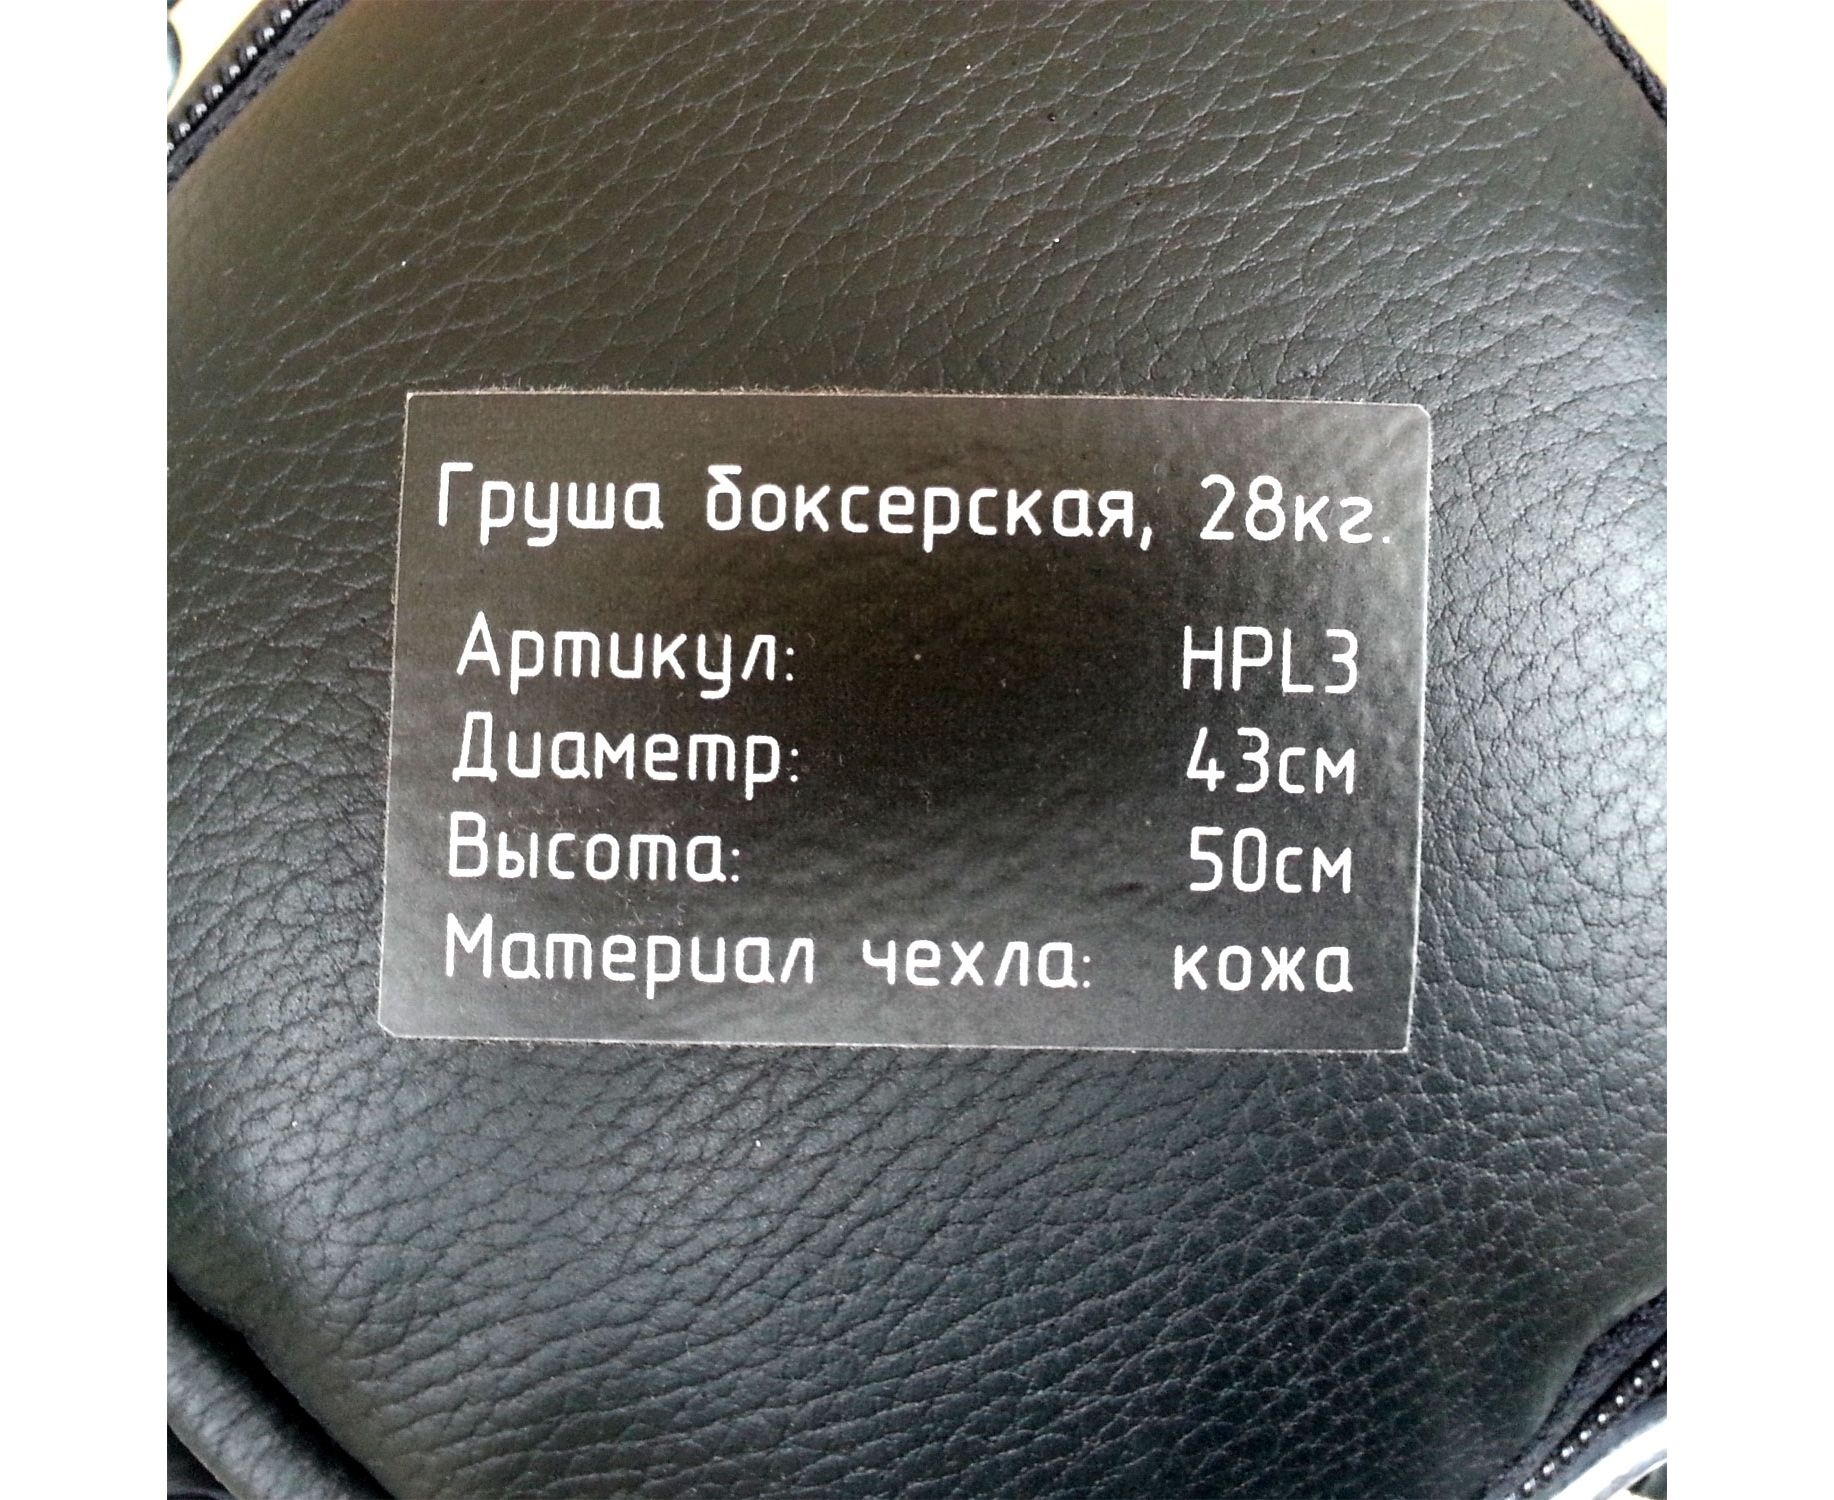 Груша боксерская, 28кг.
Артикул: HPL3
Диаметр: 43см
Высота: 50см
Материал чехла: кожа